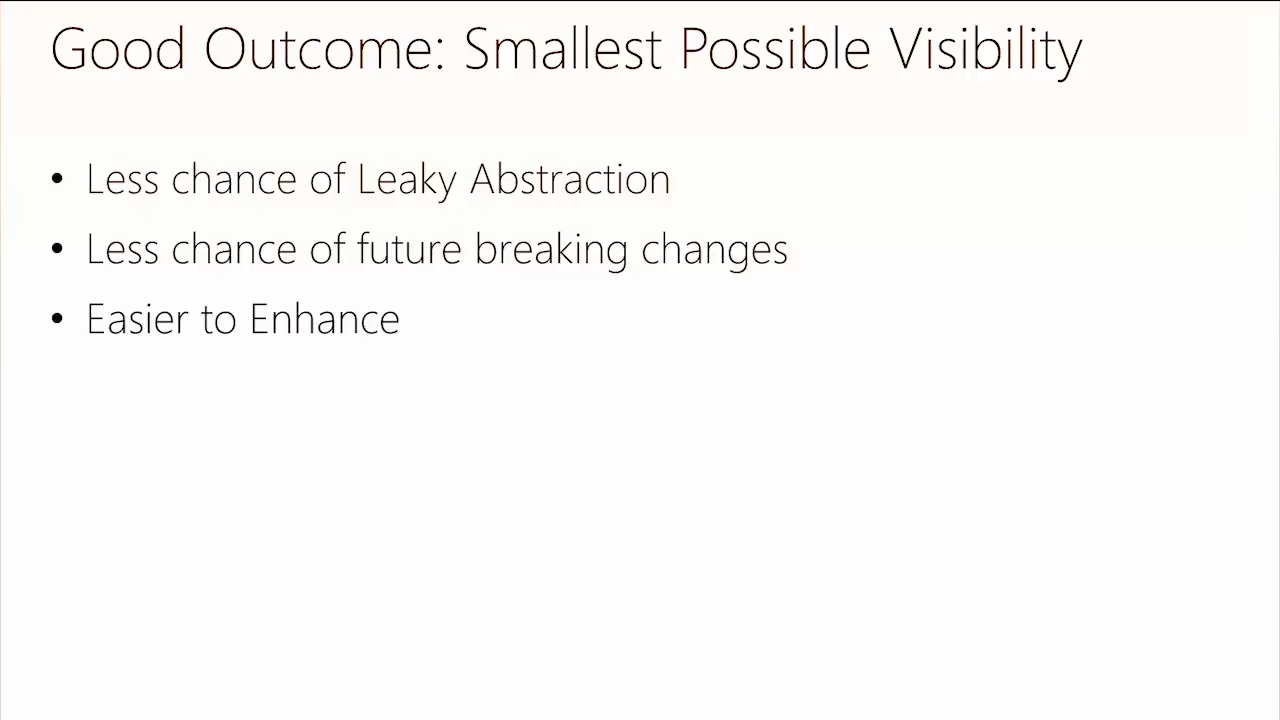 Good Outcome: Smallest Possible Visibility
• Less chance of Leaky Abstraction
• Less chance of future breaking changes
• Easier to Enhance